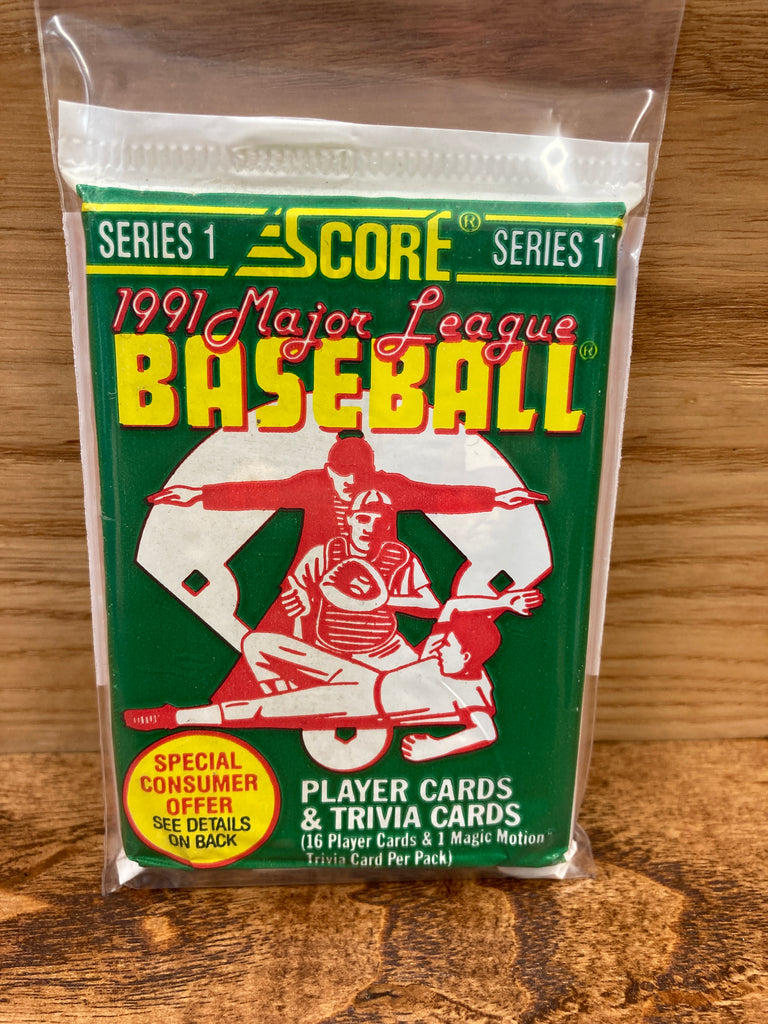 SERIES 1 SCORE® SERIES 1
1991 Major League
BASEBALL®
SPECIAL
CONSUMER
OFFER
SEE DETAILS
ON BACK
PLAYER CARDS
& TRIVIA CARDS
(16 Player Cards & 1 Magic Motion™
Trivia Card Per Pack)